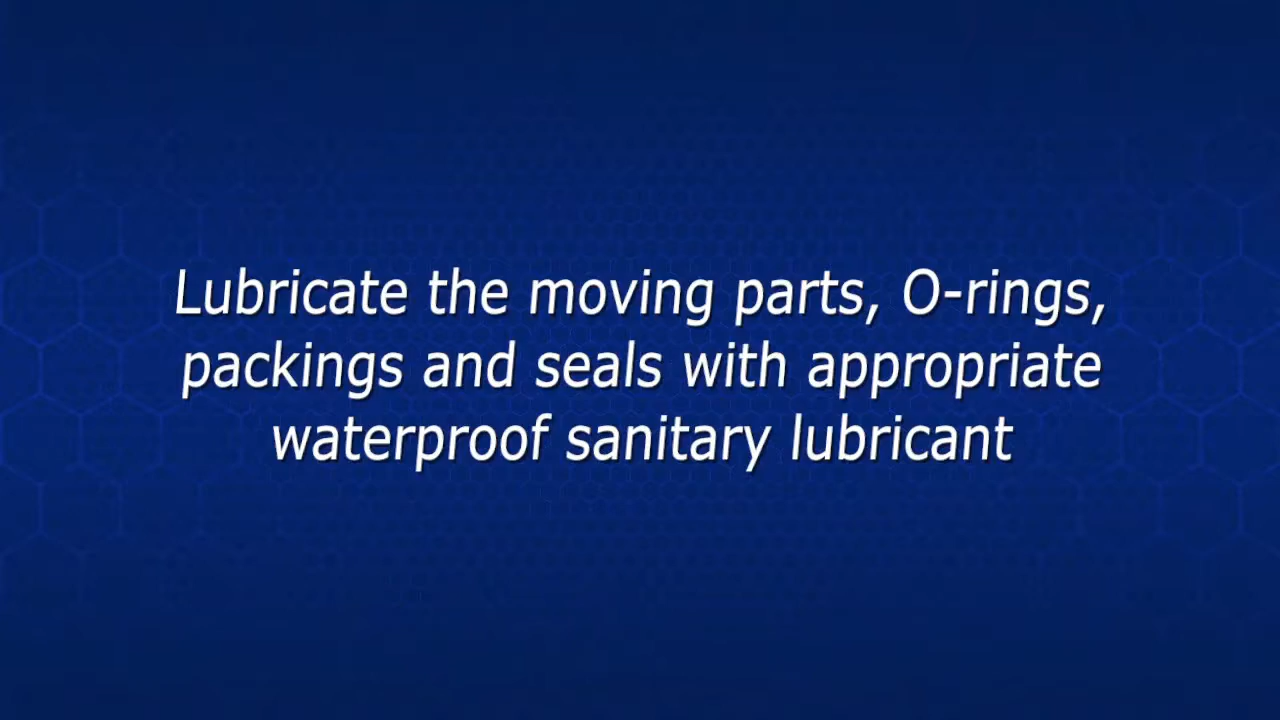 Lubricate the moving parts, O-rings,
packings and seals with appropriate
waterproof sanitary lubricant